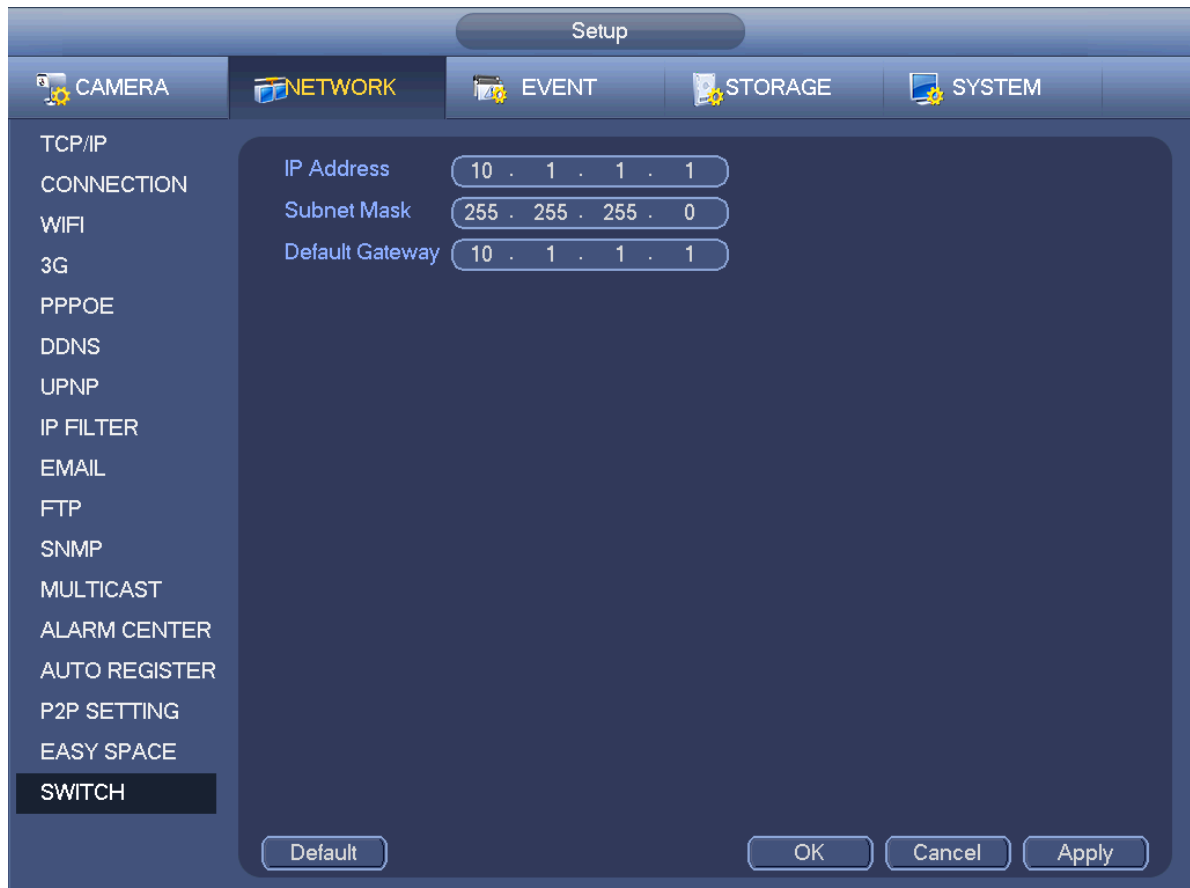 Setup
CAMERA NETWORK EVENT STORAGE SYSTEM
TCP/IP
CONNECTION
WIFI
3G
PPPOE
DDNS
UPNP
IP FILTER
EMAIL
FTP
SNMP
MULTICAST
ALARM CENTER
AUTO REGISTER
P2P SETTING
EASY SPACE
SWITCH
IP Address 10 . 1 . 1 . 1
Subnet Mask 255 . 255 . 255 . 0
Default Gateway 10 . 1 . 1 . 1
Default OK Cancel Apply